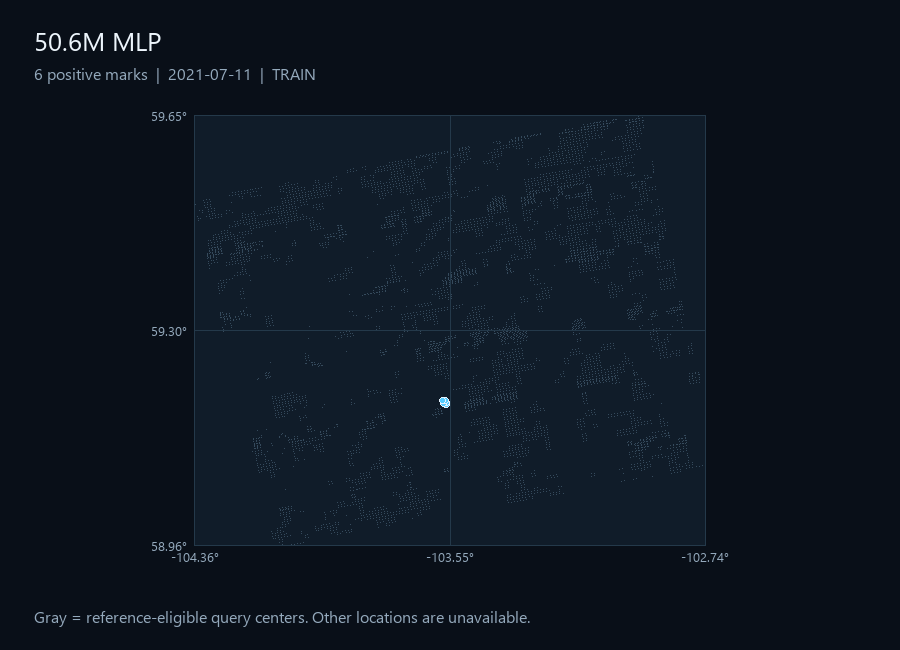 50.6M MLP
6 positive marks | 2021-07-11 | TRAIN
59.65°
59.30°
58.96°
-104.36°
-103.55°
-102.74°
Gray = reference-eligible query centers. Other locations are unavailable.